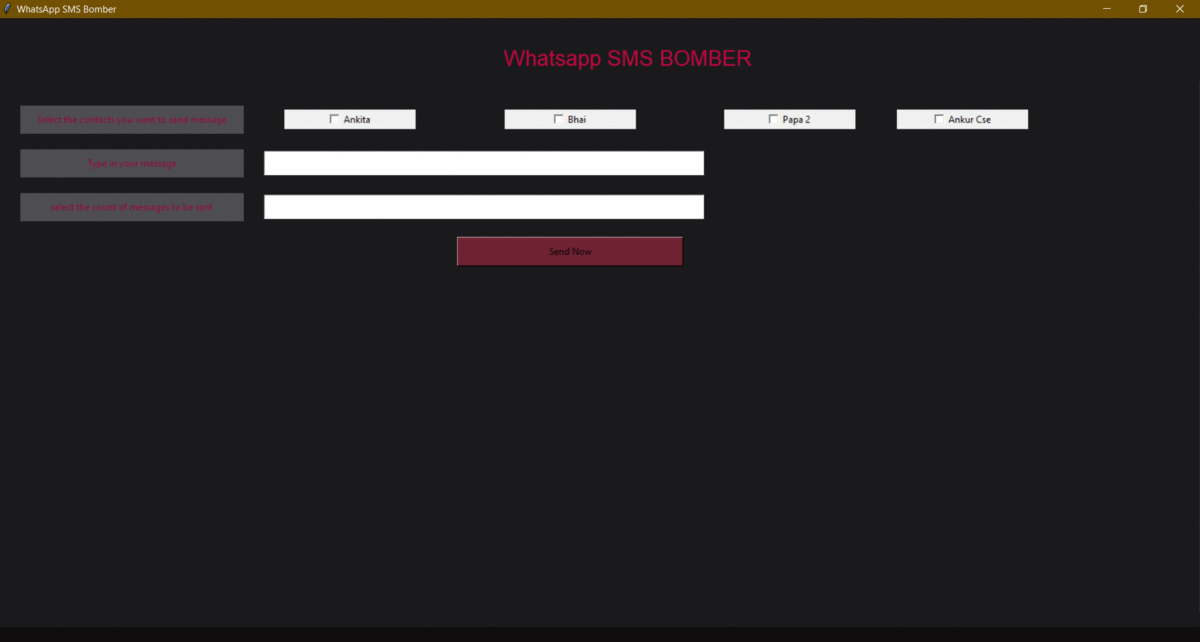 WhatsApp SMS Bomber
Whatsapp SMS BOMBER
Select the contacts you want to send message
Ankita
Bhai
Papa 2
Ankur Cse
Type in your message
select the count of messages to be sent
Send Now